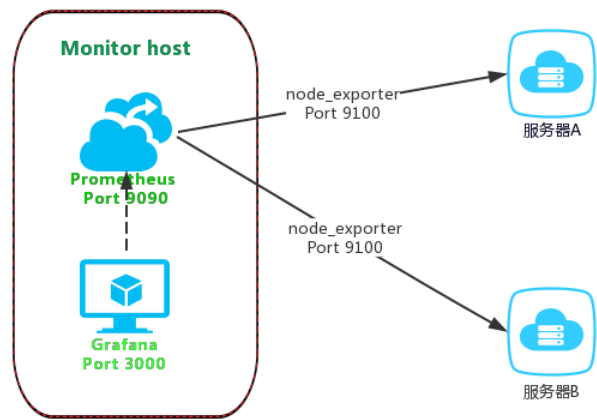 Monitor host
Prometheus
Port 9090
Grafana
Port 3000
node_exporter
Port 9100
服务器A
node_exporter
Port 9100
服务器B